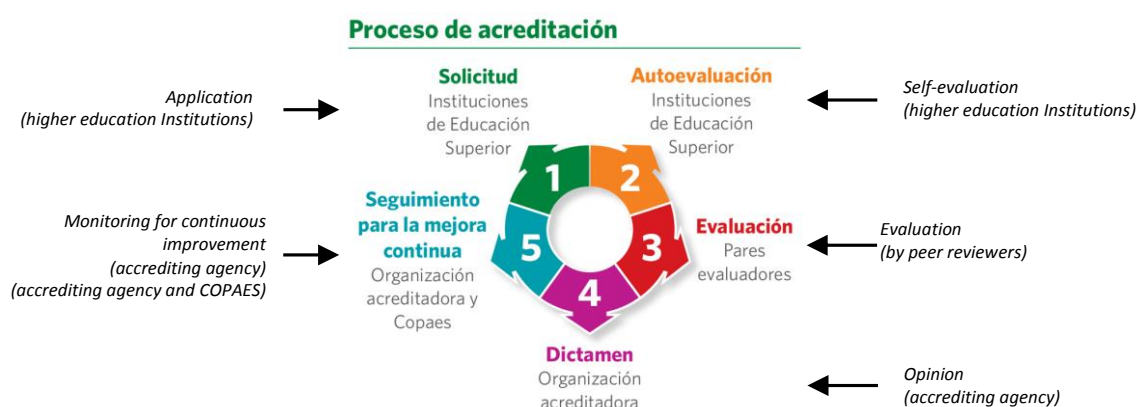 Proceso de acreditación
Solicitud
Instituciones
de Educación
Superior
Autoevaluación
Instituciones
de Educación
Superior
Application
(higher education Institutions)
Self-evaluation
(higher education Institutions)
1
2
3
4
5
Seguimiento
para la mejora
continua
Organización
acreditadora y
Copaes
Evaluación
Pares
evaluadores
Monitoring for continuous
improvement
(accrediting agency)
(accrediting agency and COPAES)
Evaluation
(by peer reviewers)
Dictamen
Organización
acreditadora
Opinion
(accrediting agency)